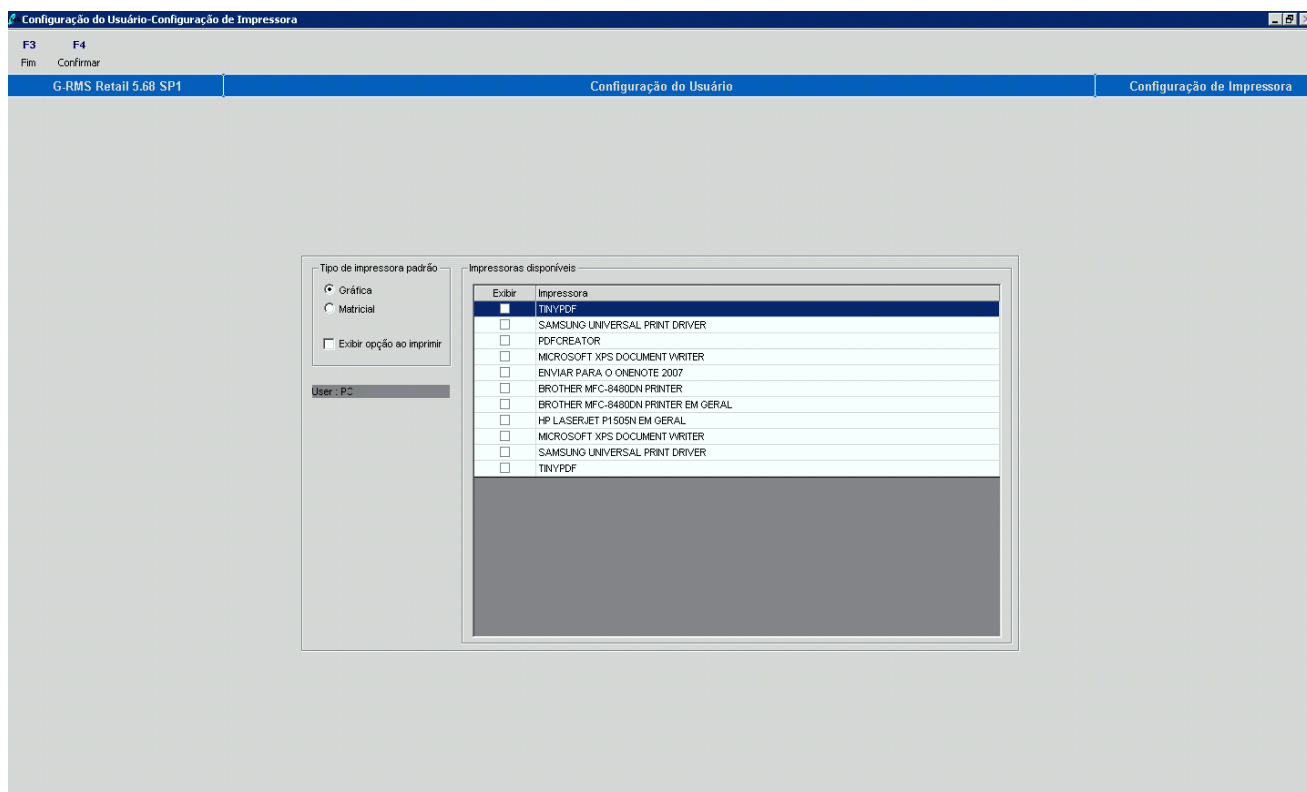 Configuração do Usuário-Configuração de Impressora
F3 F4
Fim Confirmar
G-RMS Retail 5.68 SP1 Configuração do Usuário Configuração de Impressora
Tipo de impressora padrão
Gráfica
Matricial
Exibir opção ao imprimir
User : PC
Impressoras disponíveis
Exibir Impressora
TINYPDF
SAMSUNG UNIVERSAL PRINT DRIVER
PDFCREATOR
MICROSOFT XPS DOCUMENT WRITER
ENVIAR PARA O ONENOTE 2007
BROTHER MFC-8480DN PRINTER
BROTHER MFC-8480DN PRINTER EM GERAL
HP LASERJET P1505N EM GERAL
MICROSOFT XPS DOCUMENT WRITER
SAMSUNG UNIVERSAL PRINT DRIVER
TINYPDF